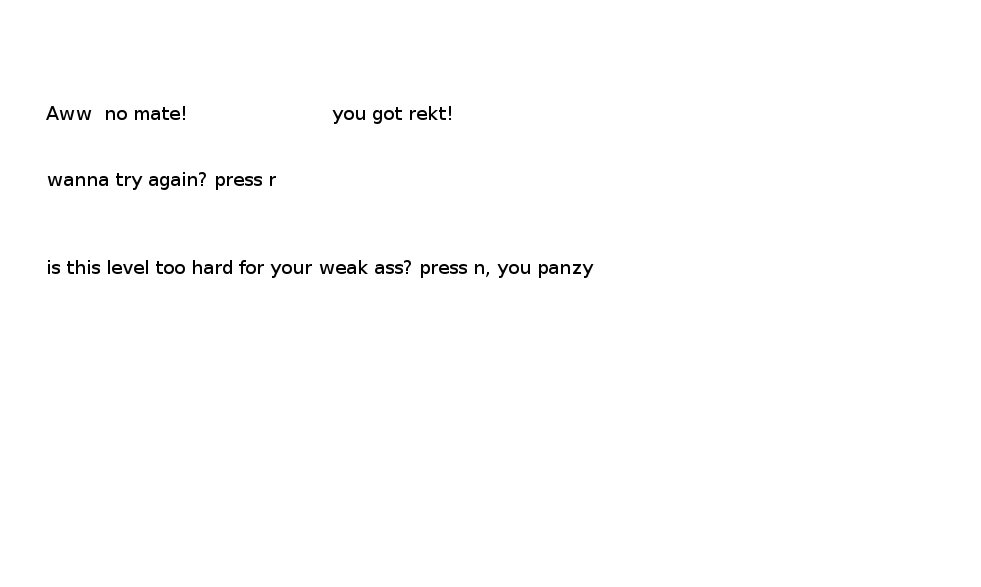 Aww  no mate!                        you got rekt!
wanna try again? press r
is this level too hard for your weak ass? press n, you panzy